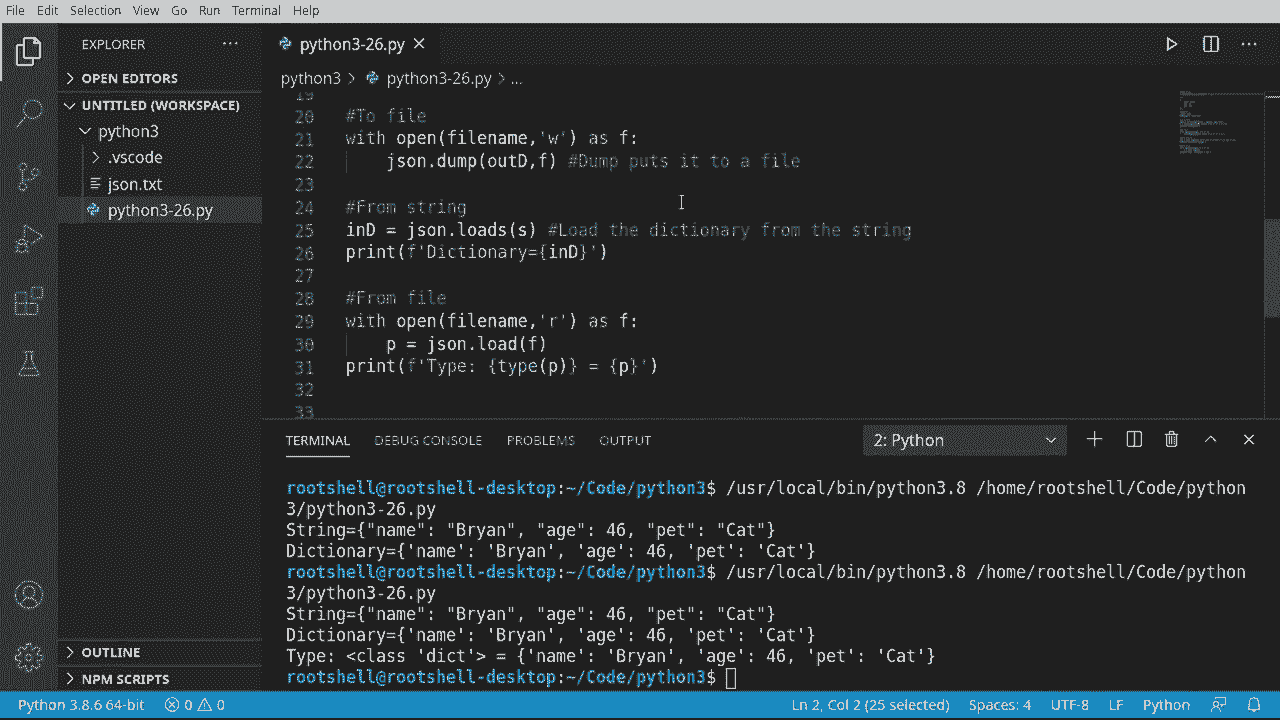 File Edit Selection View Go Run Terminal Help
EXPLORER
python3-26.py
OPEN EDITORS
python3 > python3-26.py > ...
UNTITLED (WORKSPACE)
python3
.vscode
json.txt
python3-26.py
19
20 #To file
21 with open(filename,'w') as f:
22 json.dump(outD,f) #Dump puts it to a file
23
24 #From string
25 inD = json.loads(s) #Load the dictionary from the string
26 print(f'Dictionary={inD}')
27
28 #From file
29 with open(filename,'r') as f:
30 p = json.load(f)
31 print(f'Type: {type(p)} = {p}')
32
33
TERMINAL DEBUG CONSOLE PROBLEMS OUTPUT 2: Python
rootshell@rootshell-desktop:~/Code/python3$ /usr/local/bin/python3.8 /home/rootshell/Code/python
3/python3-26.py
String={"name": "Bryan", "age": 46, "pet": "Cat"}
Dictionary={'name': 'Bryan', 'age': 46, 'pet': 'Cat'}
rootshell@rootshell-desktop:~/Code/python3$ /usr/local/bin/python3.8 /home/rootshell/Code/python
3/python3-26.py
String={"name": "Bryan", "age": 46, "pet": "Cat"}
Dictionary={'name': 'Bryan', 'age': 46, 'pet': 'Cat'}
Type: <class 'dict'> = {'name': 'Bryan', 'age': 46, 'pet': 'Cat'}
rootshell@rootshell-desktop:~/Code/python3$
OUTLINE
NPM SCRIPTS
Python 3.8.6 64-bit 0 0 Ln 2, Col 2 (25 selected) Spaces: 4 UTF-8 LF Python